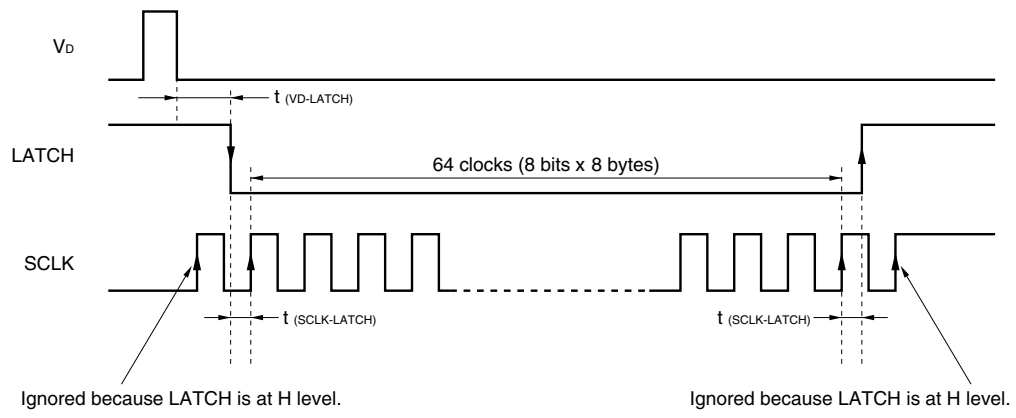 VD
t (VD-LATCH)
LATCH
64 clocks (8 bits x 8 bytes)
SCLK
t (SCLK-LATCH)
t (SCLK-LATCH)
Ignored because LATCH is at H level.
Ignored because LATCH is at H level.